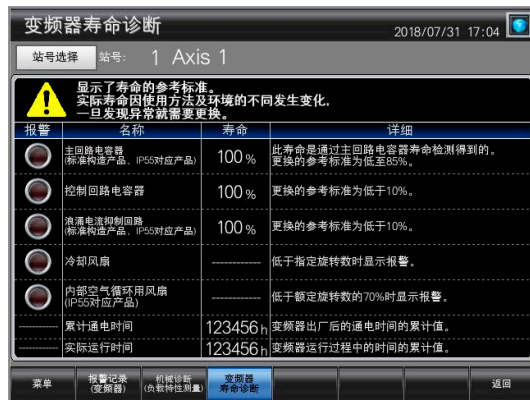 变频器寿命诊断
2018/07/31 17:04
站号选择 站号: 1 Axis 1
显示了寿命的参考标准。
实际寿命因使用方法及环境的不同发生变化,
一旦发现异常就需要更换。
报警 名称 寿命 详细
主回路电容器
(标准构造产品、IP55对应产品)
100 %
此寿命是通过主回路电容器寿命检测得到的。
更换的参考标准为低至85%。
控制回路电容器 100 % 更换的参考标准为低于10%。
浪涌电流抑制回路
(标准构造产品、IP55对应产品)
100 % 更换的参考标准为低于10%。
冷却风扇 ------------ 低于指定旋转数时显示报警。
内部空气循环用风扇
(IP55对应产品)
------------ 低于额定旋转数的70%时显示报警。
------------ 累计通电时间 123456 h 变频器出厂后的通电时间的累计值。
------------ 实际运行时间 123456 h 变频器运行过程中的时间的累计值。
菜单
报警记录
(变频器)
机械诊断
(负载特性测量)
变频器
寿命诊断
返回